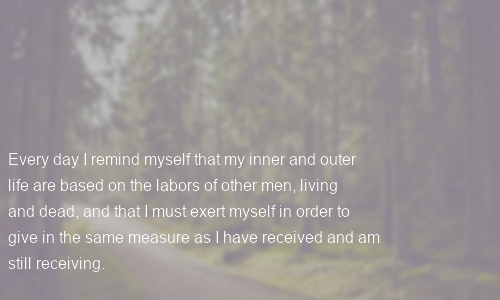 Every day I remind myself that my inner and outer
life are based on the labors of other men, living
and dead, and that I must exert myself in order to
give in the same measure as I have received and am
still receiving.